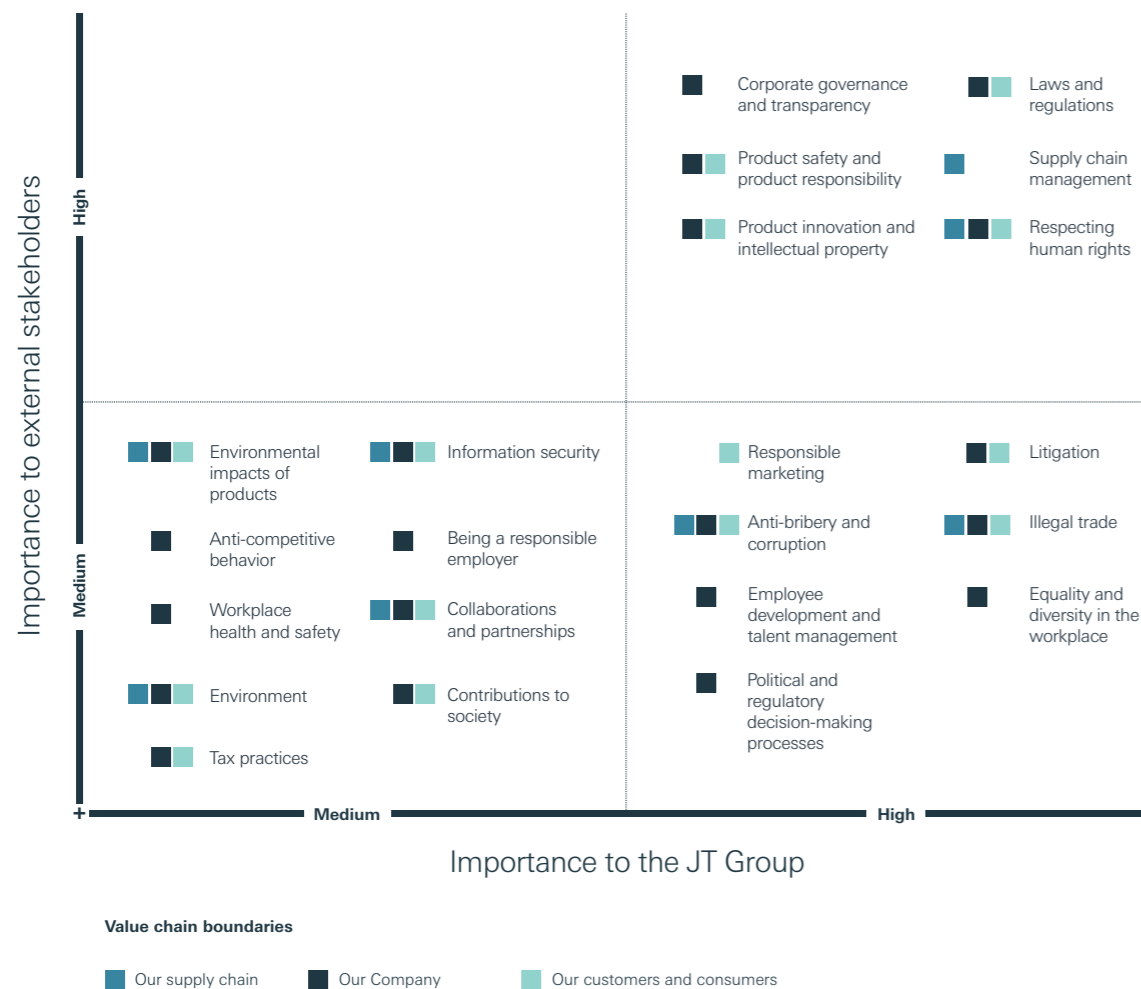 Importance to external stakeholders
High
Medium
Corporate governance
and transparency
Laws and
regulations
Product safety and
product responsibility
Supply chain
management
Product innovation and
intellectual property
Respecting
human rights
Environmental
impacts of
products
Information security
Anti-competitive
behavior
Being a responsible
employer
Workplace
health and safety
Collaborations
and partnerships
Environment
Contributions to
society
Tax practices
Responsible
marketing
Litigation
Anti-bribery and
corruption
Illegal trade
Employee
development and
talent management
Equality and
diversity in the
workplace
Political and
regulatory
decision-making
processes
+
Medium
High
Importance to the JT Group
Value chain boundaries
Our supply chain
Our Company
Our customers and consumers